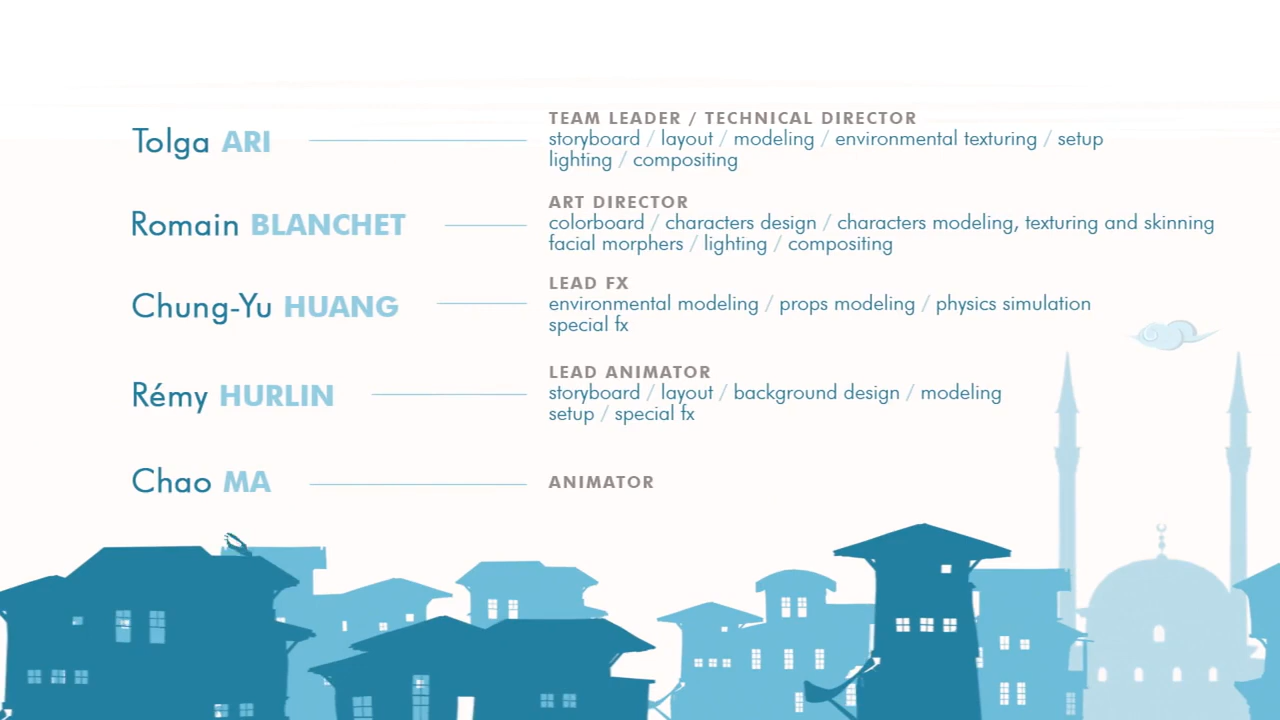 Tolga ARI
TEAM LEADER / TECHNICAL DIRECTOR
storyboard / layout / modeling / environmental texturing / setup
lighting / compositing
Romain BLANCHET
ART DIRECTOR
colorboard / characters design / characters modeling, texturing and skinning
facial morphers / lighting / compositing
Chung-Yu HUANG
LEAD FX
environmental modeling / props modeling / physics simulation
special fx
Rémy HURLIN
LEAD ANIMATOR
storyboard / layout / background design / modeling
setup / special fx
Chao MA
ANIMATOR